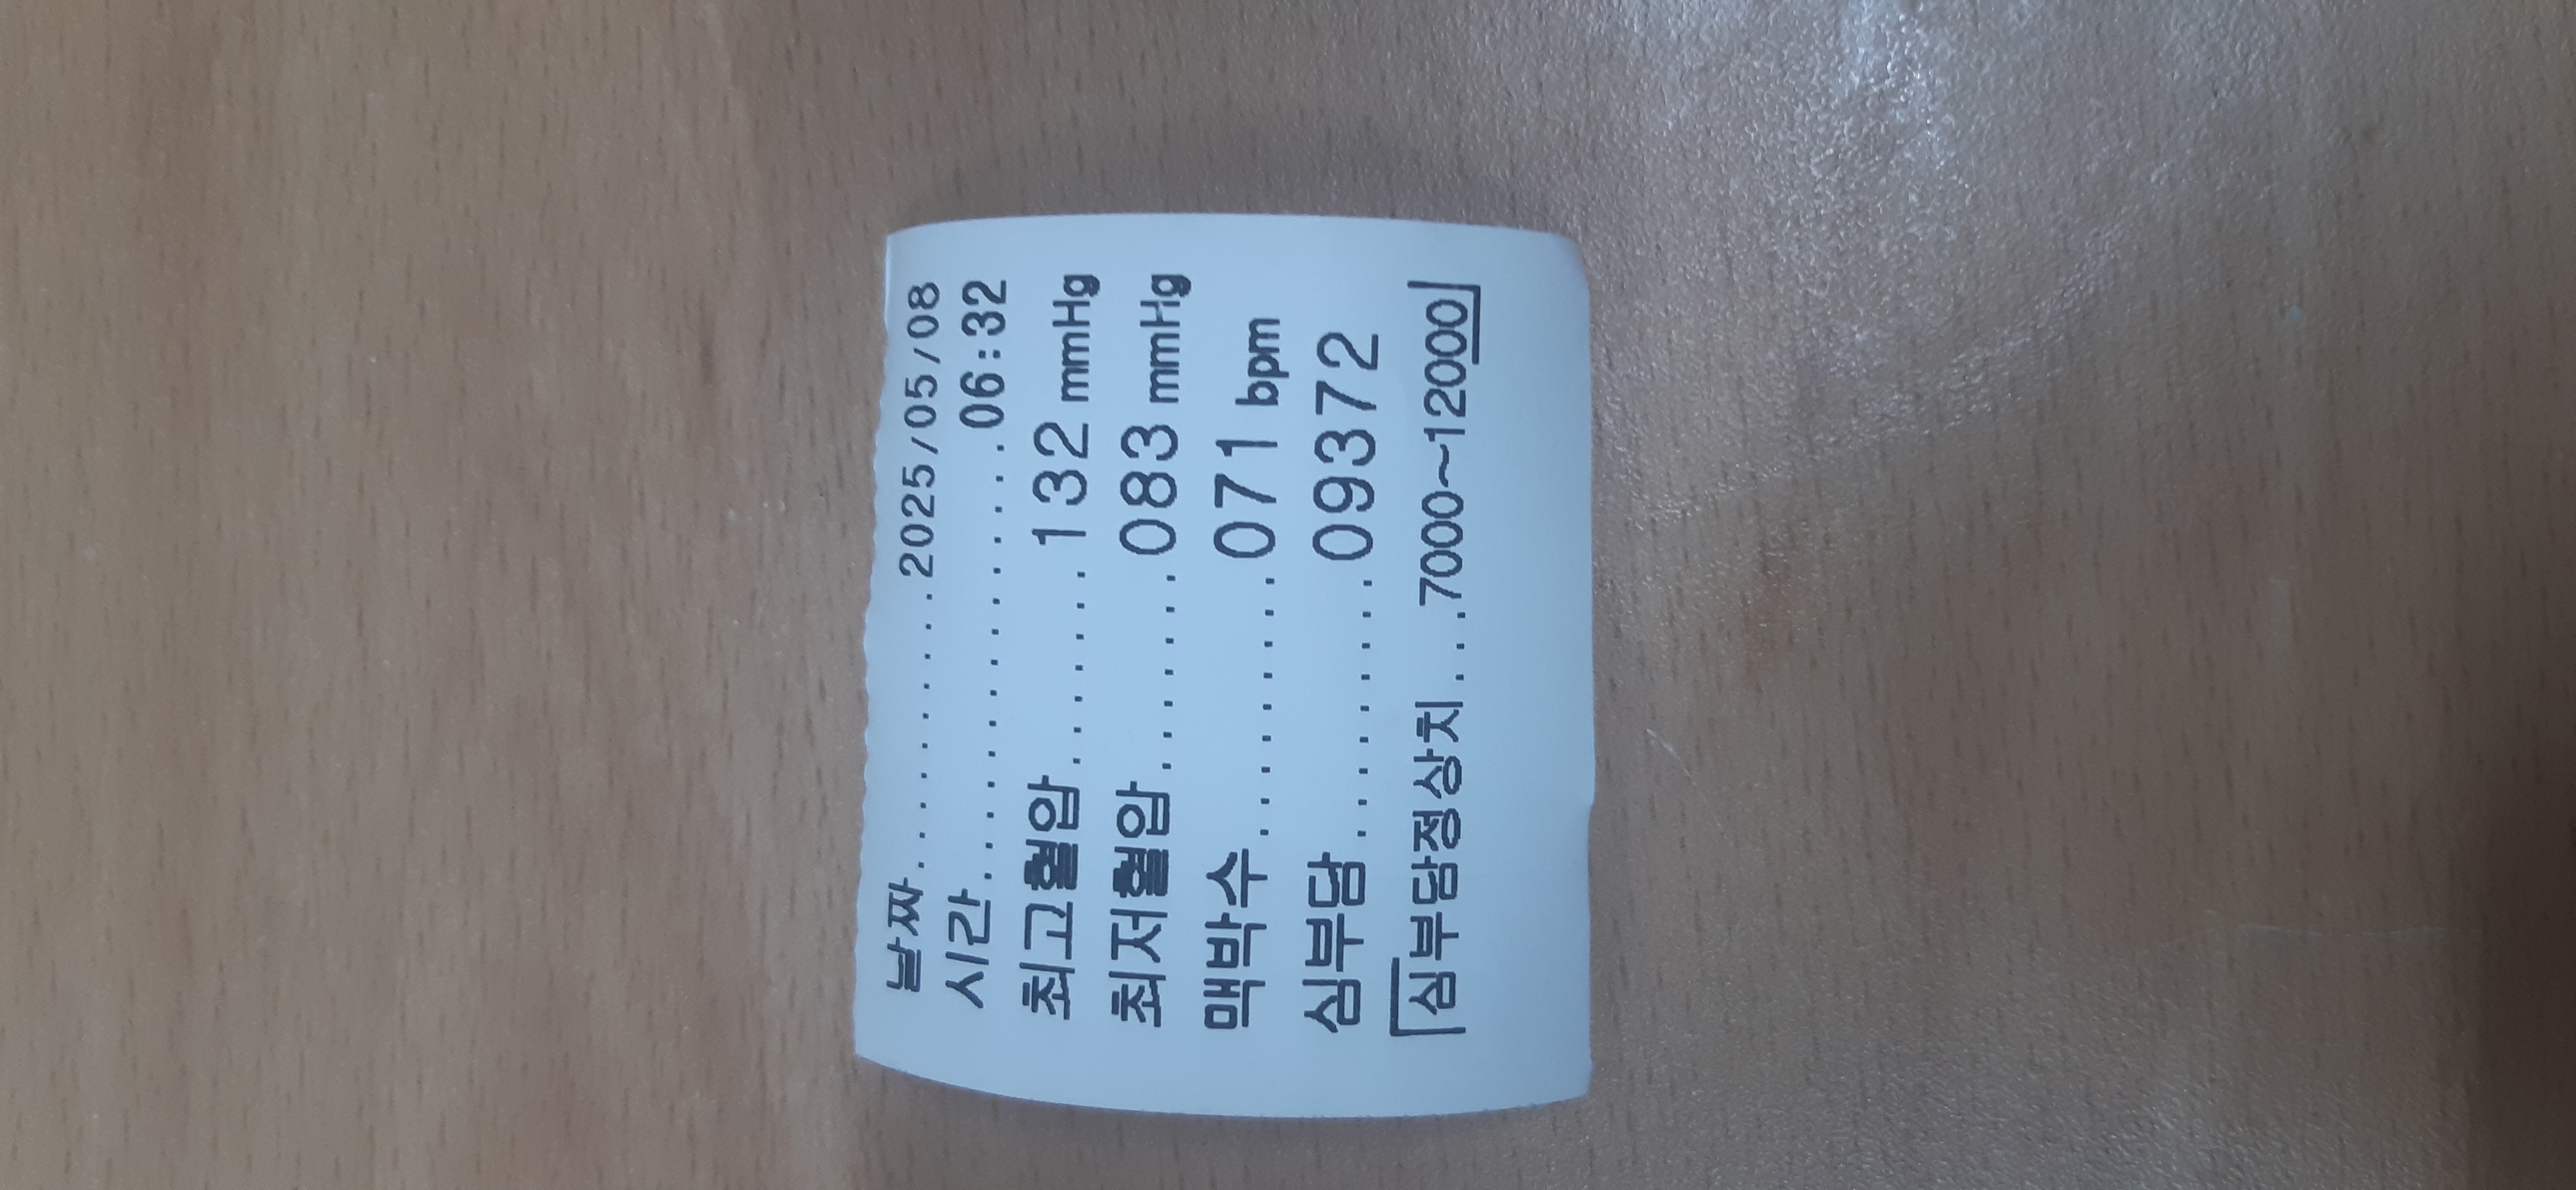 날짜...........2025/05/08
시간...............06:32
최고혈압........132 mmHg
최저혈압........083 mmHg
맥박수..........071 bpm
심부담..........09372
[심부담정상치...7000~12000]